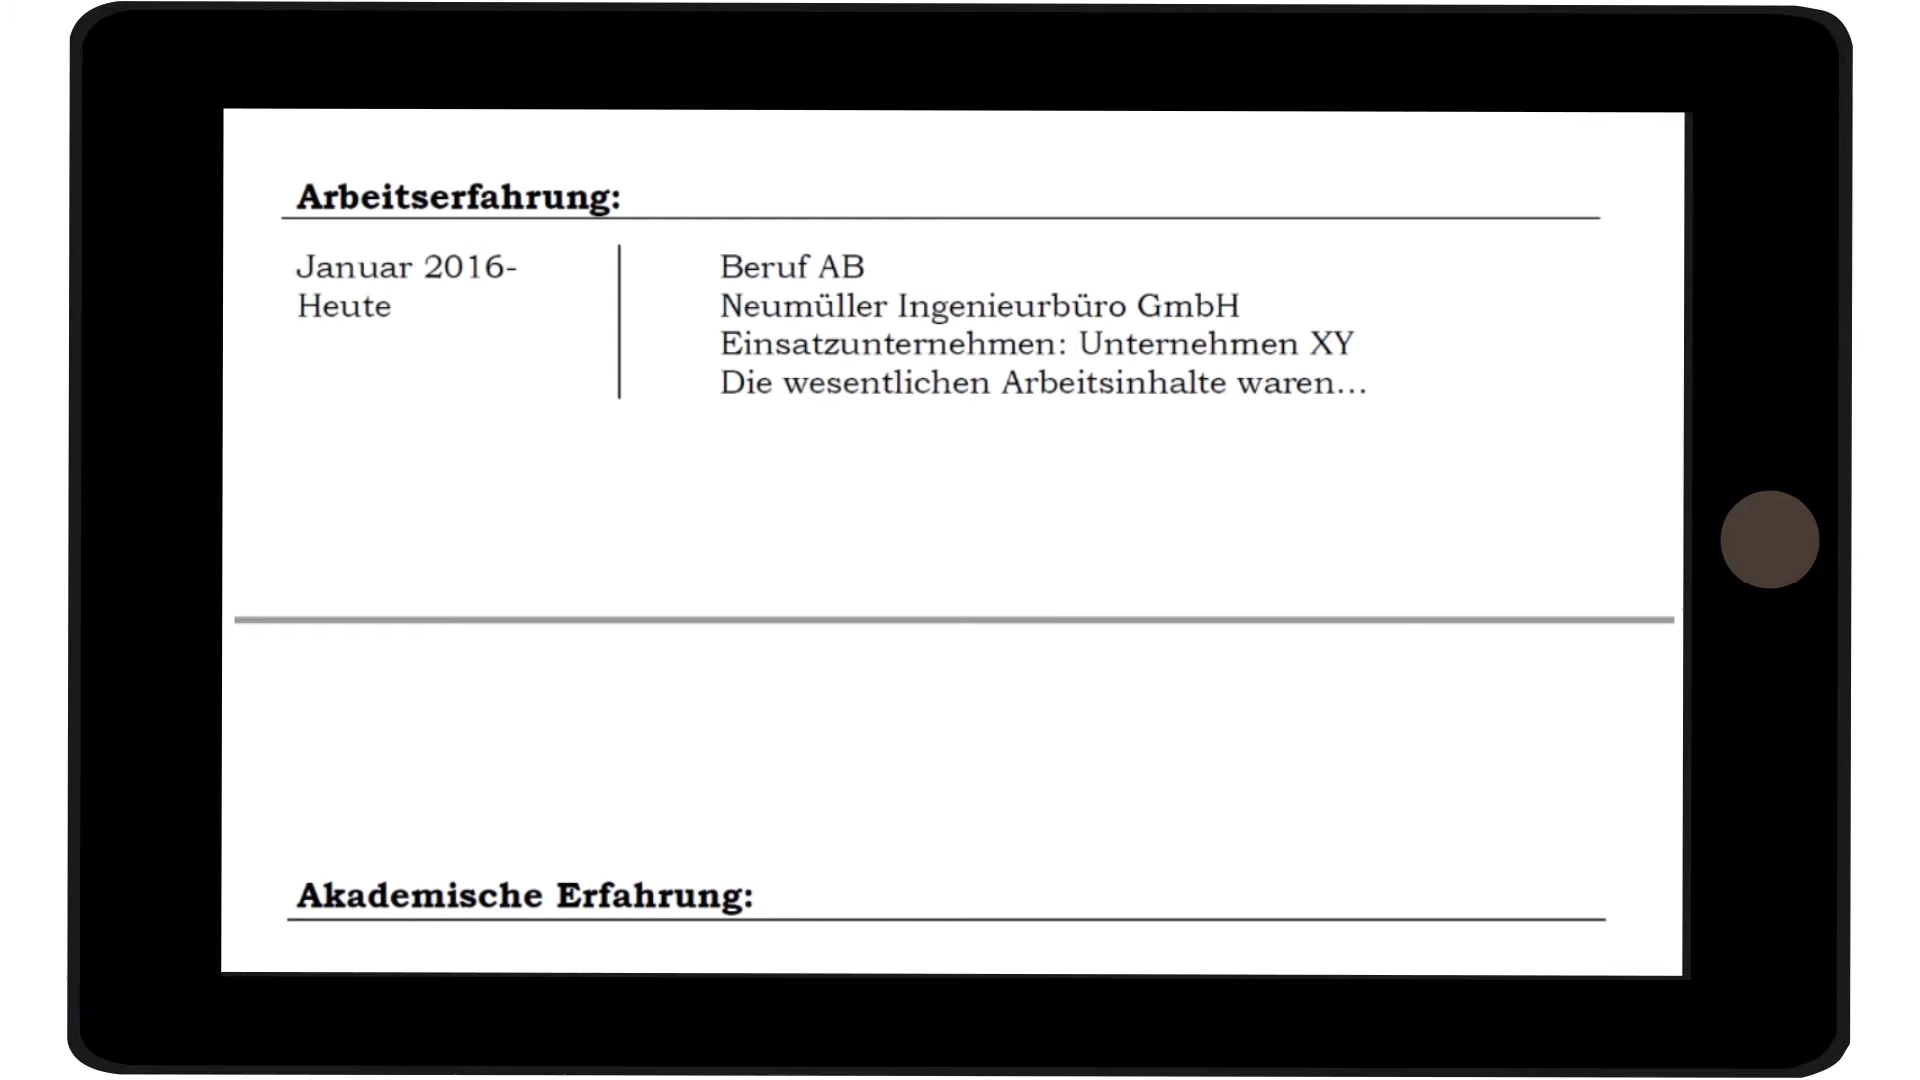 Arbeitserfahrung:
Januar 2016-
Heute
Beruf AB
Neumüller Ingenieurbüro GmbH
Einsatzunternehmen: Unternehmen XY
Die wesentlichen Arbeitsinhalte waren...
Akademische Erfahrung: